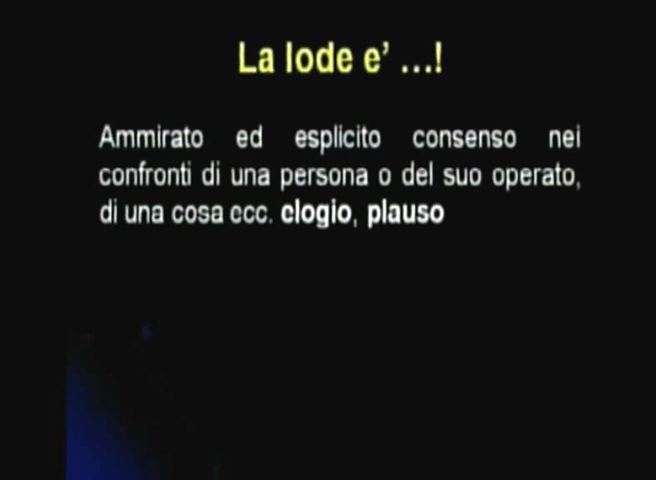 La lode e' ...!
Ammirato ed esplicito consenso nei
confronti di una persona o del suo operato,
di una cosa ecc. elogio, plauso